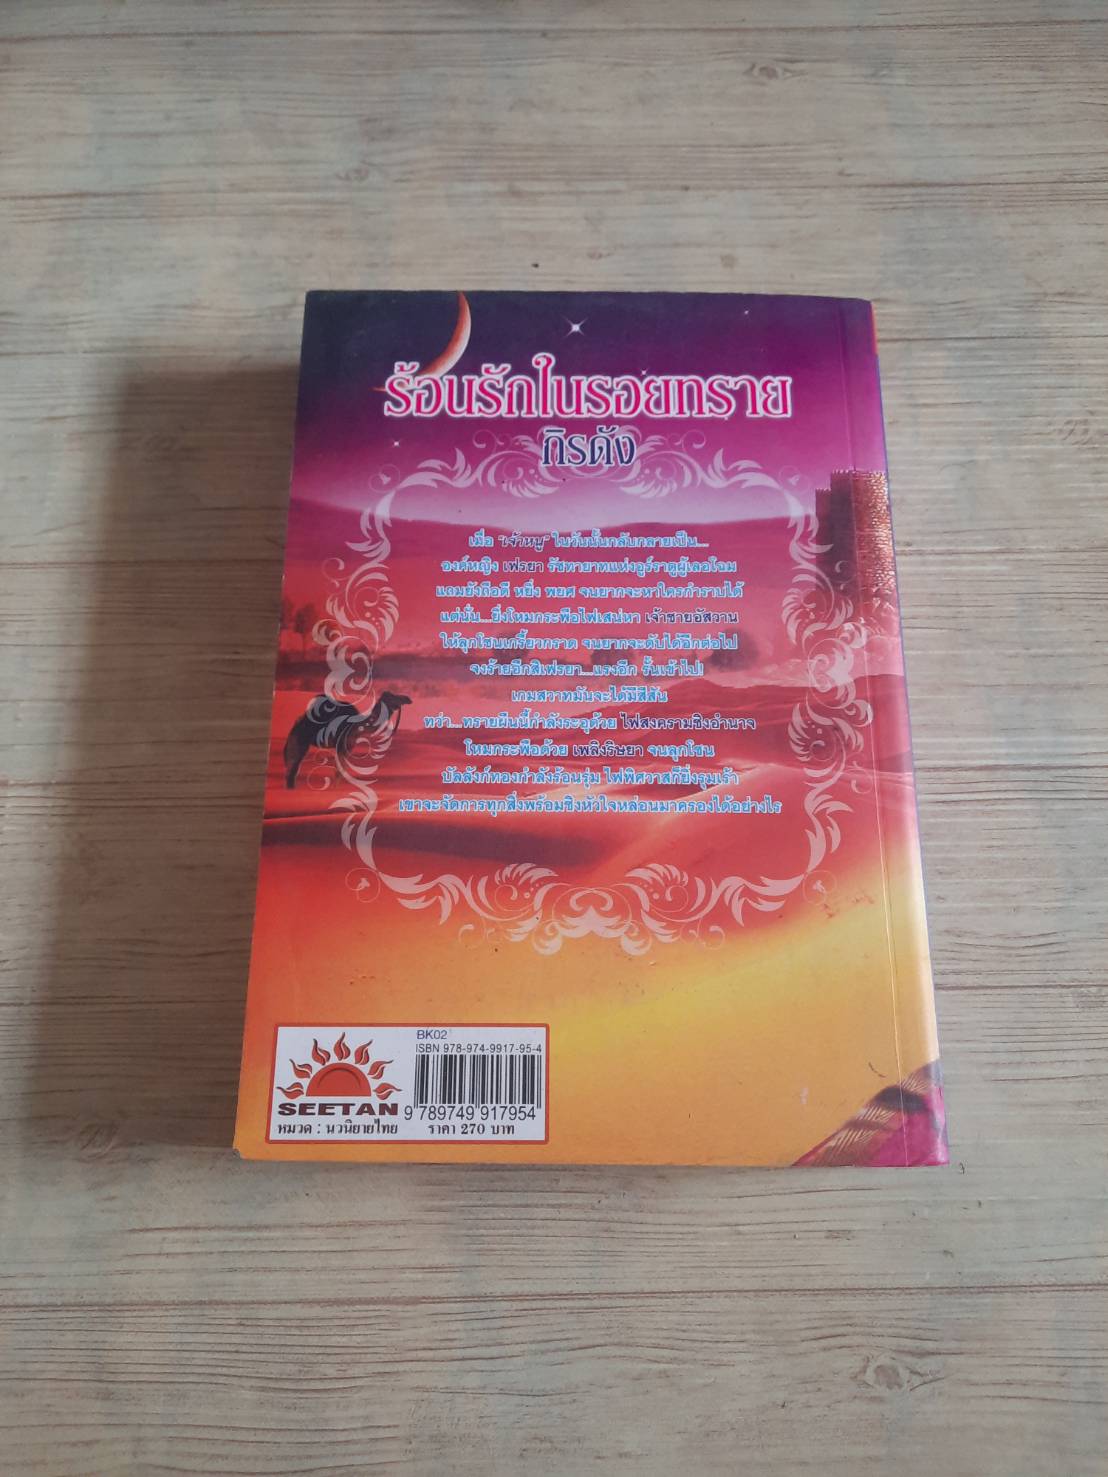 ร้อนรักในรอยทราย
กิรดัง
เมื่อ "เจ้าหนู" ในวันนั้นกลับกลายเป็น...
องค์หญิง เฟรยา รัชทายาทแห่งอูร์ราตูผู้เลอโฉม
แถมยังถือดี หยิ่ง พยศ จนยากจะหาใครกำราบได้
แต่นั่น...ยิ่งโหมกระพือไฟเสน่หา เจ้าชายอัสวาน
ให้ลุกโชนเกรี้ยวกราด จนยากจะดับได้อีกต่อไป
จงร้ายอีกสิเฟรยา...แรงอีก รั้นเข้าไป!
เกมสวาทมันจะได้มีสีสัน
ทว่า...ทรายผืนนี้กำลังระอุด้วย ไฟสงครามชิงอำนาจ
โหมกระพือด้วย เพลิงริษยา จนลุกโชน
บัลลังก์ทองกำลังร้อนรุ่ม ไฟพิศวาสก็ยิ่งรุมเร้า
เขาจะจัดการทุกสิ่งพร้อมชิงหัวใจหล่อนมาครองได้อย่างไร
BK02
ISBN 978-974-9917-95-4
SEETAN
9 789749 917954
หมวด : นวนิยายไทย ราคา 270 บาท